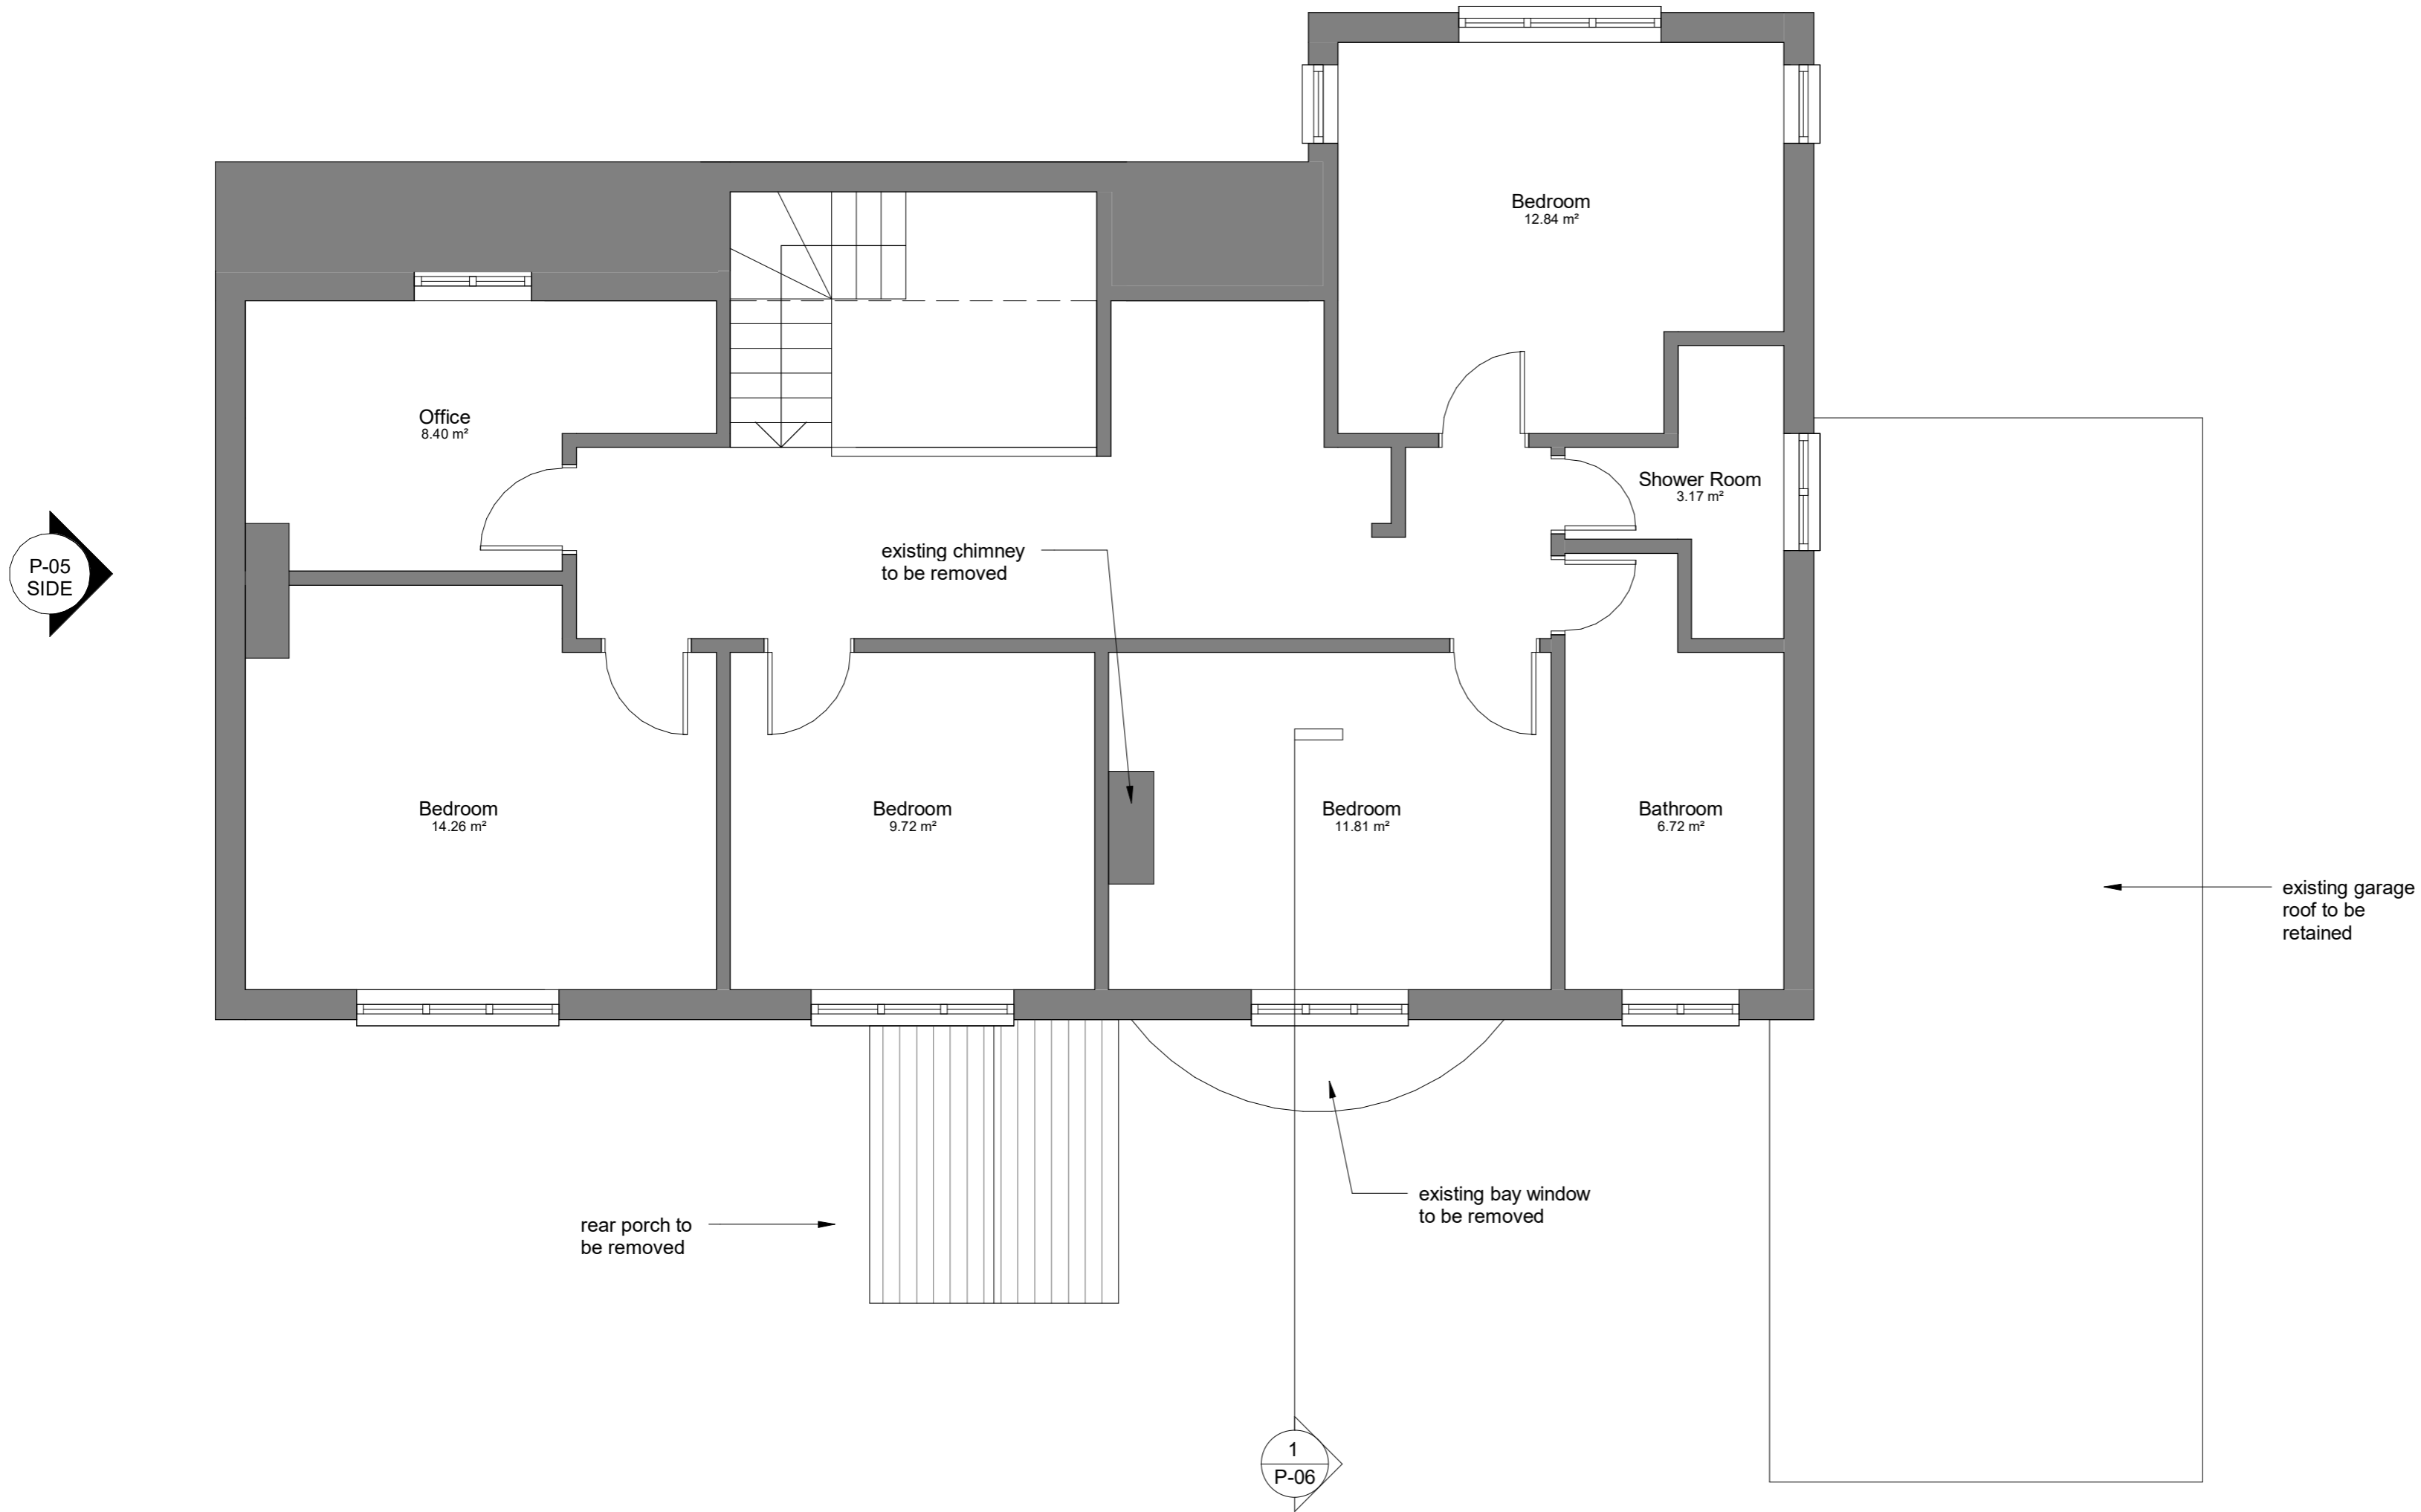 Bedroom
12.84 m²
Office
8.40 m²
Shower Room
3.17 m²
P-05
SIDE
existing chimney
to be removed
Bedroom
14.26 m²
Bedroom
9.72 m²
Bedroom
11.81 m²
Bathroom
6.72 m²
existing garage
roof to be
retained
existing bay window
to be removed
rear porch to
be removed
1
P-06